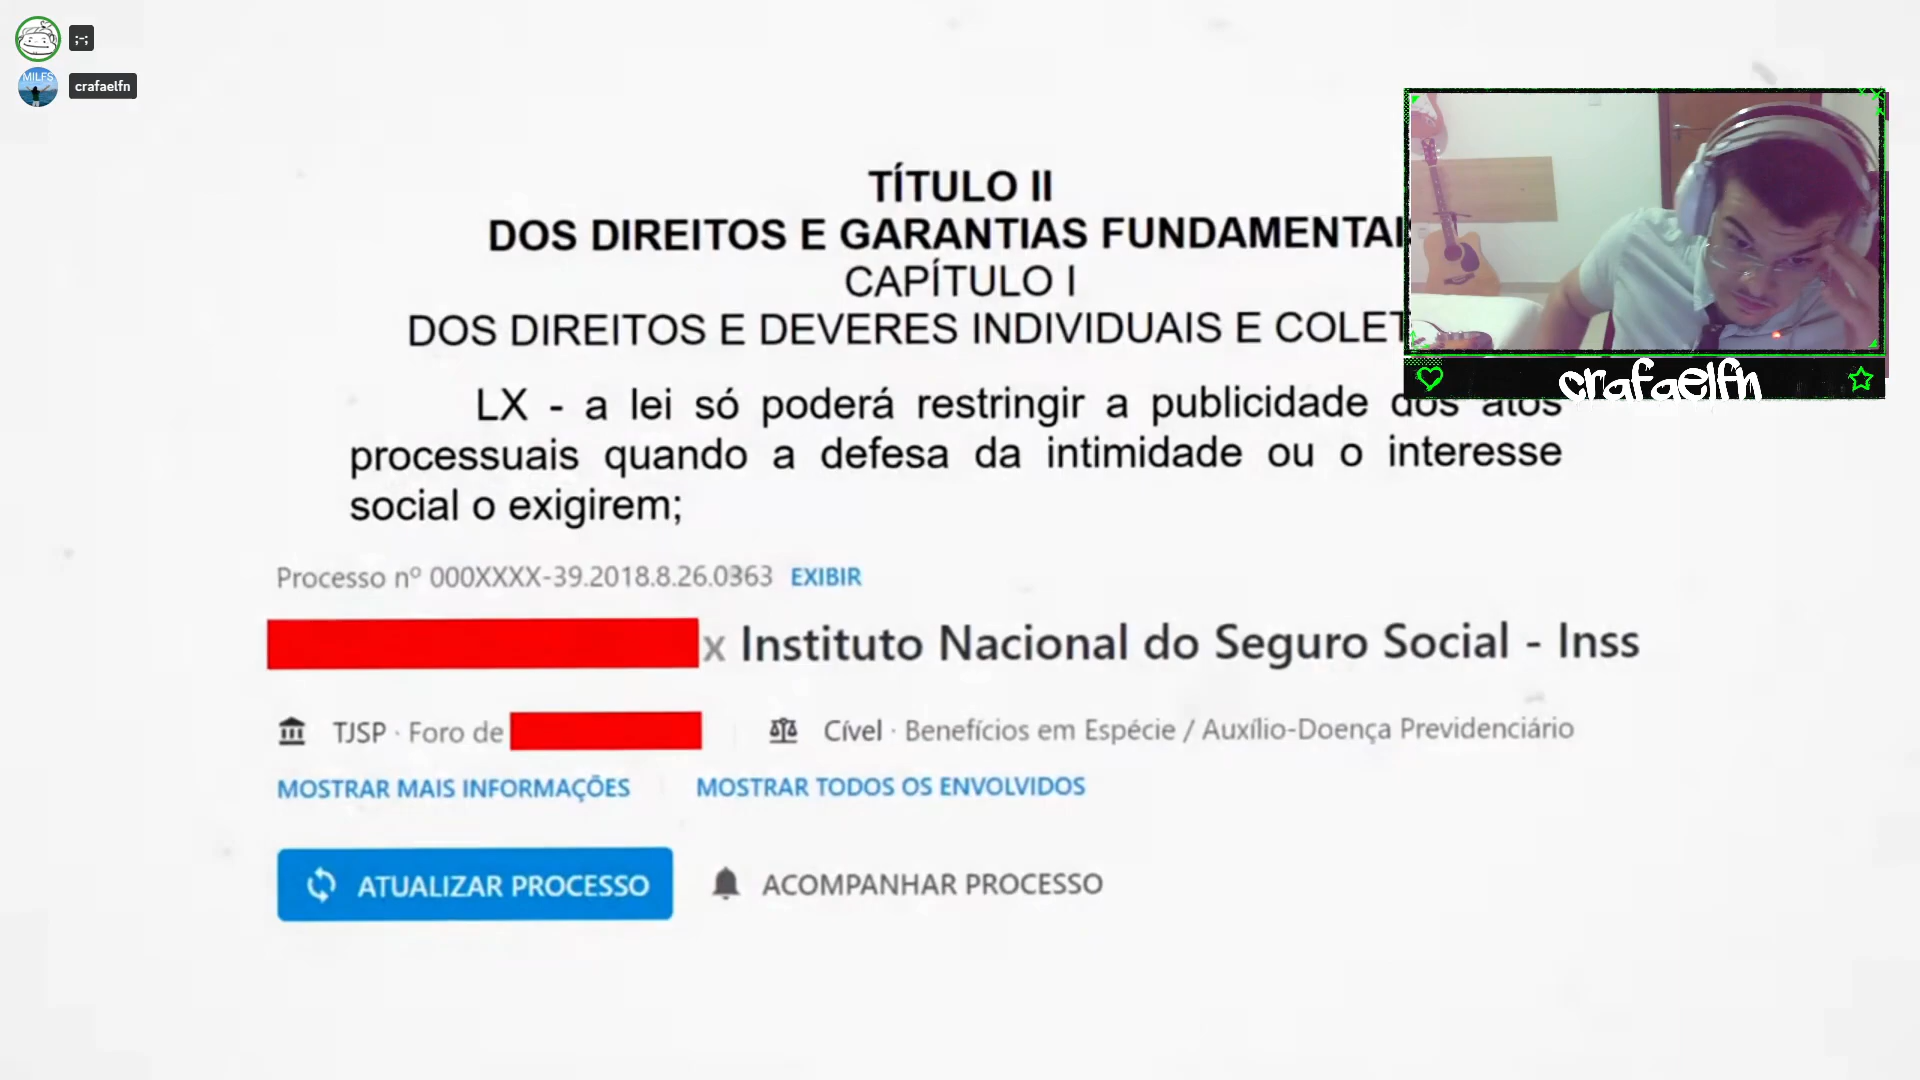 ;-;
MILFS
crafaelfn
TÍTULO II
DOS DIREITOS E GARANTIAS FUNDAMENTAI
CAPÍTULO I
DOS DIREITOS E DEVERES INDIVIDUAIS E COLET
crafaelfn
LX - a lei só poderá restringir a publicidade dos atos
processuais quando a defesa da intimidade ou o interesse
social o exigirem;
Processo nº 000XXXX-39.2018.8.26.0363 EXIBIR
x Instituto Nacional do Seguro Social - Inss
TJSP · Foro de
Cível · Benefícios em Espécie / Auxílio-Doença Previdenciário
MOSTRAR MAIS INFORMAÇÕES
MOSTRAR TODOS OS ENVOLVIDOS
ATUALIZAR PROCESSO
ACOMPANHAR PROCESSO